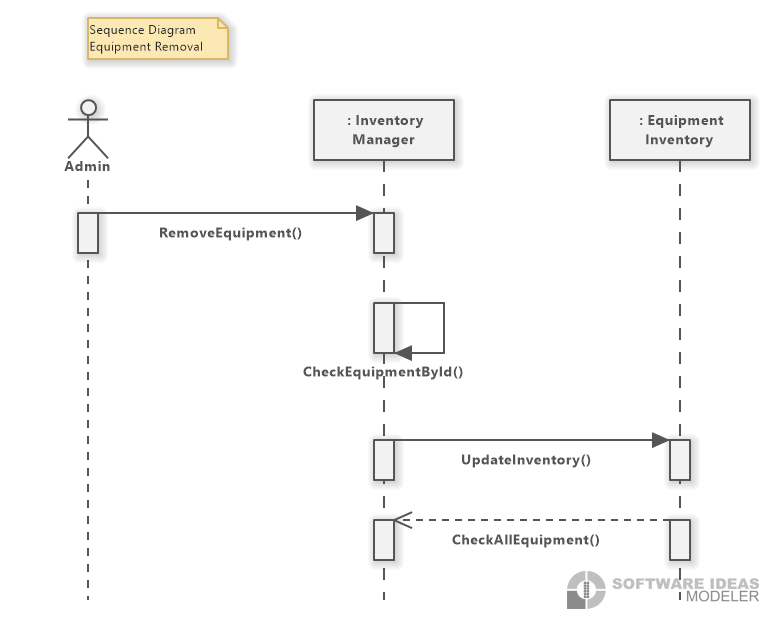 Sequence Diagram
Equipment Removal
Admin
: Inventory
Manager
: Equipment
Inventory
RemoveEquipment()
CheckEquipmentById()
UpdateInventory()
CheckAllEquipment()
SOFTWARE IDEAS
MODELER